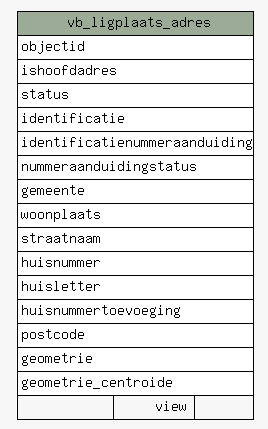 vb_ligplaats_adres
objectid
ishoofdadres
status
identificatie
identificatienummeraanduiding
nummeraanduidingstatus
gemeente
woonplaats
straatnaam
huisnummer
huisletter
huisnummertoevoeging
postcode
geometrie
geometrie_centroide
view